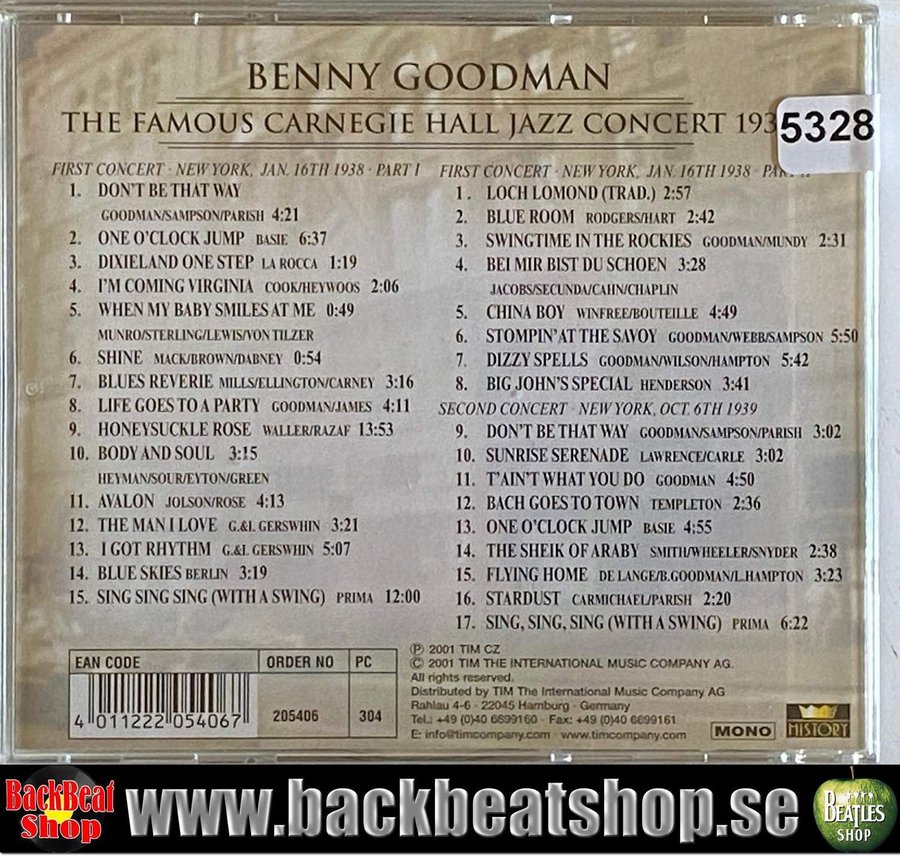 BENNY GOODMAN
THE FAMOUS CARNEGIE HALL JAZZ CONCERT 193
5328
FIRST CONCERT · NEW YORK, JAN. 16TH 1938 · PART I
1. DON'T BE THAT WAY
GOODMAN/SAMPSON/PARISH 4:21
2. ONE O'CLOCK JUMP BASIE 6:37
3. DIXIELAND ONE STEP LA ROCCA 1:19
4. I'M COMING VIRGINIA COOK/HEYWOOS 2:06
5. WHEN MY BABY SMILES AT ME 0:49
MUNRO/STERLING/LEWIS/VON TILZER
6. SHINE MACK/BROWN/DABNEY 0:54
7. BLUES REVERIE MILLS/ELLINGTON/CARNEY 3:16
8. LIFE GOES TO A PARTY GOODMAN/JAMES 4:11
9. HONEYSUCKLE ROSE WALLER/RAZAF 13:53
10. BODY AND SOUL 3:15
HEYMAN/SOUR/EYTON/GREEN
11. AVALON JOLSON/ROSE 4:13
12. THE MAN I LOVE G.&I. GERSWHIN 3:21
13. I GOT RHYTHM G.&I. GERSWHIN 5:07
14. BLUE SKIES BERLIN 3:19
15. SING SING SING (WITH A SWING) PRIMA 12:00
FIRST CONCERT · NEW YORK, JAN. 16TH 1938 · PART
1. LOCH LOMOND (TRAD.) 2:57
2. BLUE ROOM RODGERS/HART 2:42
3. SWINGTIME IN THE ROCKIES GOODMAN/MUNDY 2:31
4. BEI MIR BIST DU SCHOEN 3:28
JACOBS/SECUNDA/CAHN/CHAPLIN
5. CHINA BOY WINFREE/BOUTEILLE 4:49
6. STOMPIN' AT THE SAVOY GOODMAN/WEBB/SAMPSON 5:50
7. DIZZY SPELLS GOODMAN/WILSON/HAMPTON 5:42
8. BIG JOHN'S SPECIAL HENDERSON 3:41
SECOND CONCERT · NEW YORK, OCT. 6TH 1939
9. DON'T BE THAT WAY GOODMAN/SAMPSON/PARISH 3:02
10. SUNRISE SERENADE LAWRENCE/CARLE 3:02
11. T'AIN'T WHAT YOU DO GOODMAN 4:50
12. BACH GOES TO TOWN TEMPLETON 2:36
13. ONE O'CLOCK JUMP BASIE 4:55
14. THE SHEIK OF ARABY SMITH/WHEELER/SNYDER 2:38
15. FLYING HOME DE LANGE/B.GOODMAN/L.HAMPTON 3:23
16. STARDUST CARMICHAEL/PARISH 2:20
17. SING, SING, SING (WITH A SWING) PRIMA 6:22
EAN CODE ORDER NO PC
4 011222 054067 205406 304
℗ 2001 TIM CZ
© 2001 TIM THE INTERNATIONAL MUSIC COMPANY AG.
All rights reserved.
Distributed by TIM The International Music Company AG
Rahlau 4-6 · 22045 Hamburg · Germany
Tel.: +49 (0)40 6699160 · Fax: +49 (0)40 6699161
E: info@timcompany.com · www.timcompany.com
MONO
HISTORY
BackBeat Shop
www.backbeatshop.se
BEATLES
SHOP